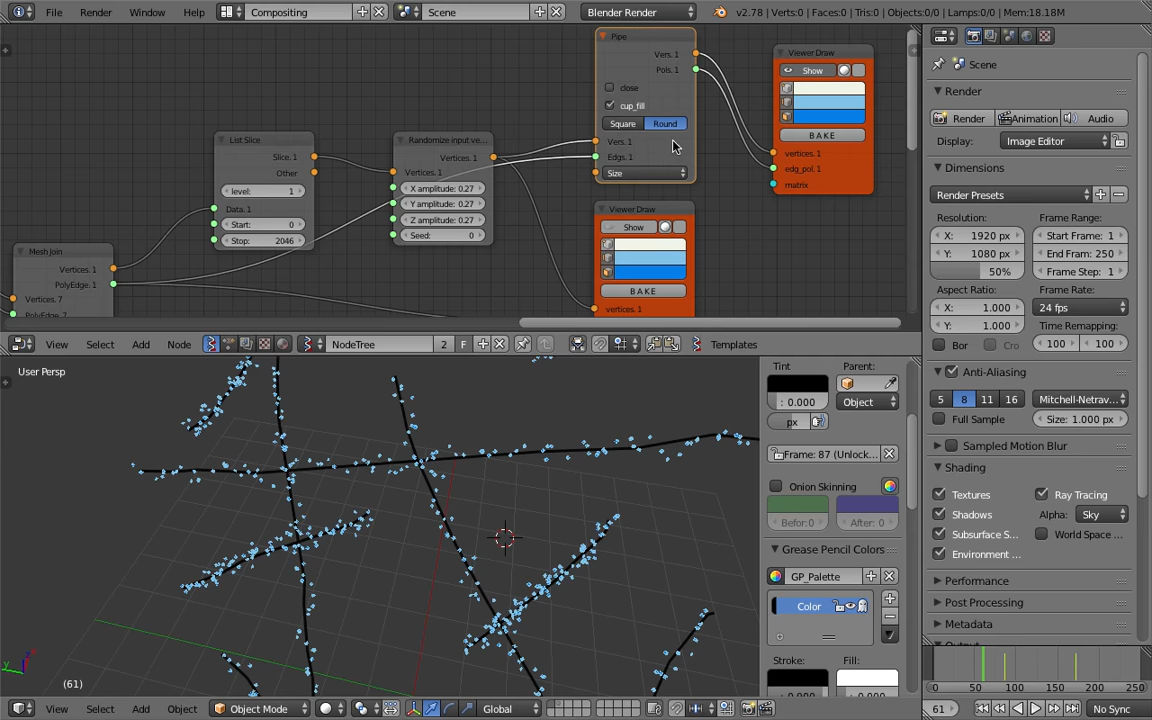 File Render Window Help Compositing Scene Blender Render v2.78 | Verts:0 | Faces:0 | Tris:0 | Objects:0/0 | Lamps:0/0 | Mem:18.18M
Pipe
Vers. 1
Pols. 1
close
cup_fill
Square Round
Vers. 1
Edgs. 1
Size
Viewer Draw
Show
BAKE
vertices. 1
edg_pol. 1
matrix
List Slice
Slice. 1
Other
level: 1
Data. 1
Start: 0
Stop: 2046
Randomize input ve...
Vertices. 1
Vertices. 1
X amplitude: 0.27
Y amplitude: 0.27
Z amplitude: 0.27
Seed: 0
Viewer Draw
Show
BAKE
vertices. 1
Mesh Join
Vertices. 1
PolyEdge. 1
Vertices. 7
PolyEdge. 7
View Select Add Node NodeTree 2 F Templates
User Persp
(61)
y z
View Select Add Object Object Mode Global
Tint Parent:
: 0.000 Object
px
Frame: 87 (Unlock...
Onion Skinning
Befor: 0 After: 0
Grease Pencil Colors
GP_Palette
Color
Stroke: Fill:
Scene
Render
Render Animation Audio
Display: Image Editor
Dimensions
Render Presets
Resolution: Frame Range:
X: 1920 px Start Frame: 1
Y: 1080 px End Fram: 250
50% Frame Step: 1
Aspect Ratio: Frame Rate:
X: 1.000 24 fps
Y: 1.000 Time Remapping:
Bor Cro 100 100
Anti-Aliasing
5 8 11 16 Mitchell-Netrav...
Full Sample Size: 1.000 px
Sampled Motion Blur
Shading
Textures Ray Tracing
Shadows Alpha: Sky
Subsurface S... World Space ...
Environment ...
Performance
Post Processing
Metadata
0 50 100 150 200 250
61 No Sync